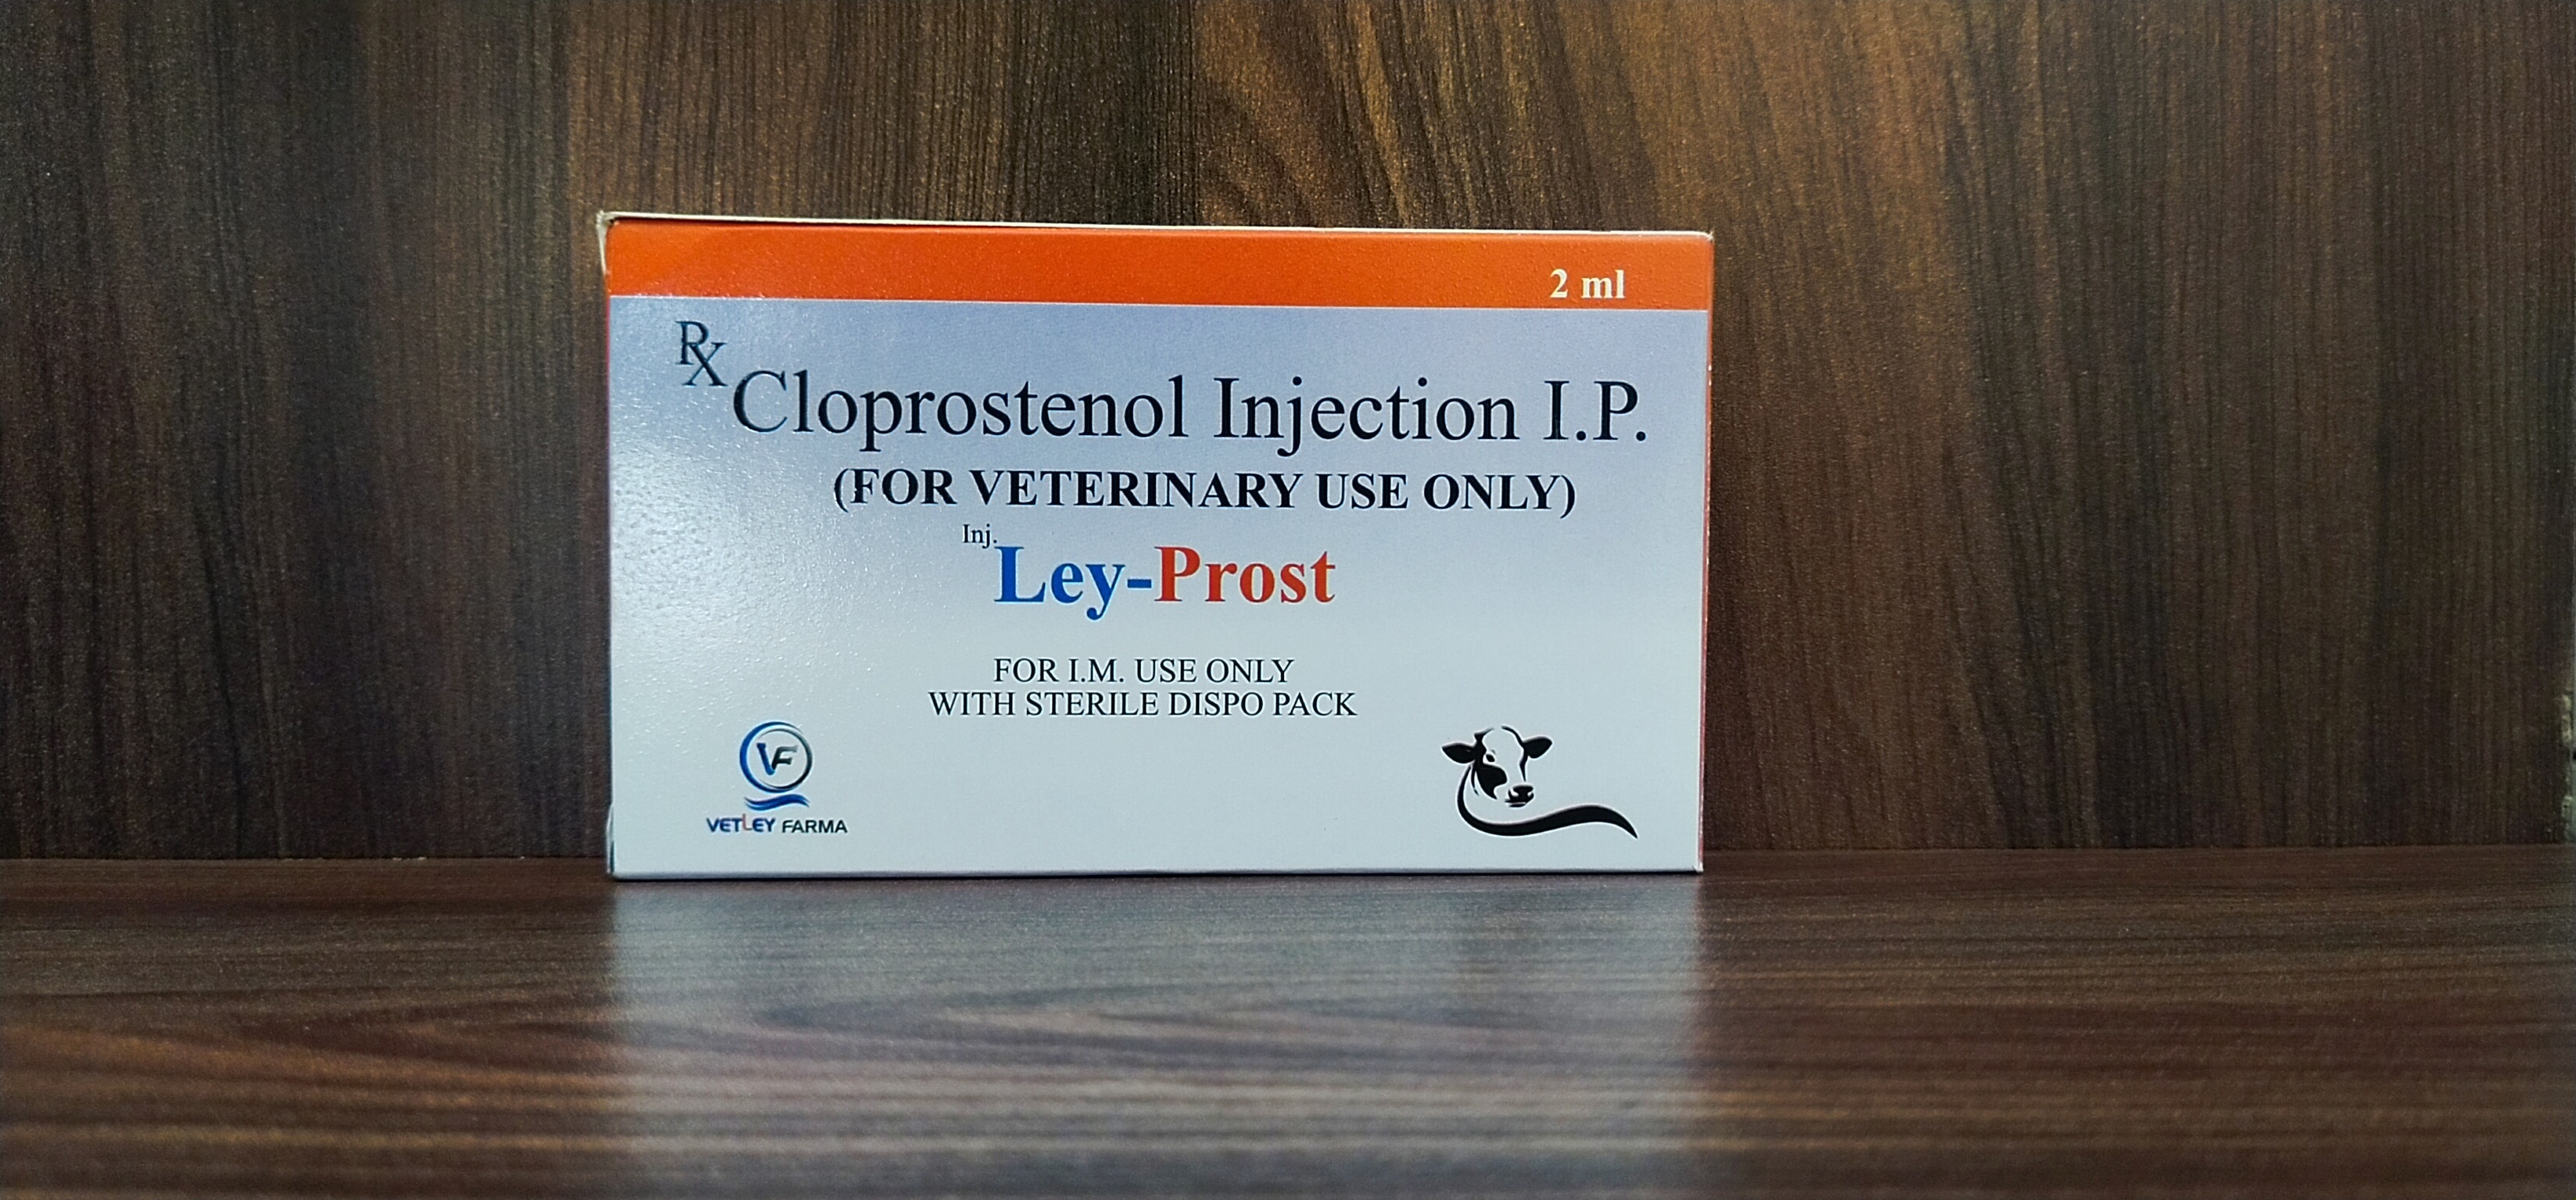 2 ml
Rx Cloprostenol Injection I.P.
(FOR VETERINARY USE ONLY)
Inj.
Ley-Prost
FOR I.M. USE ONLY
WITH STERILE DISPO PACK
VF
VETLEY FARMA